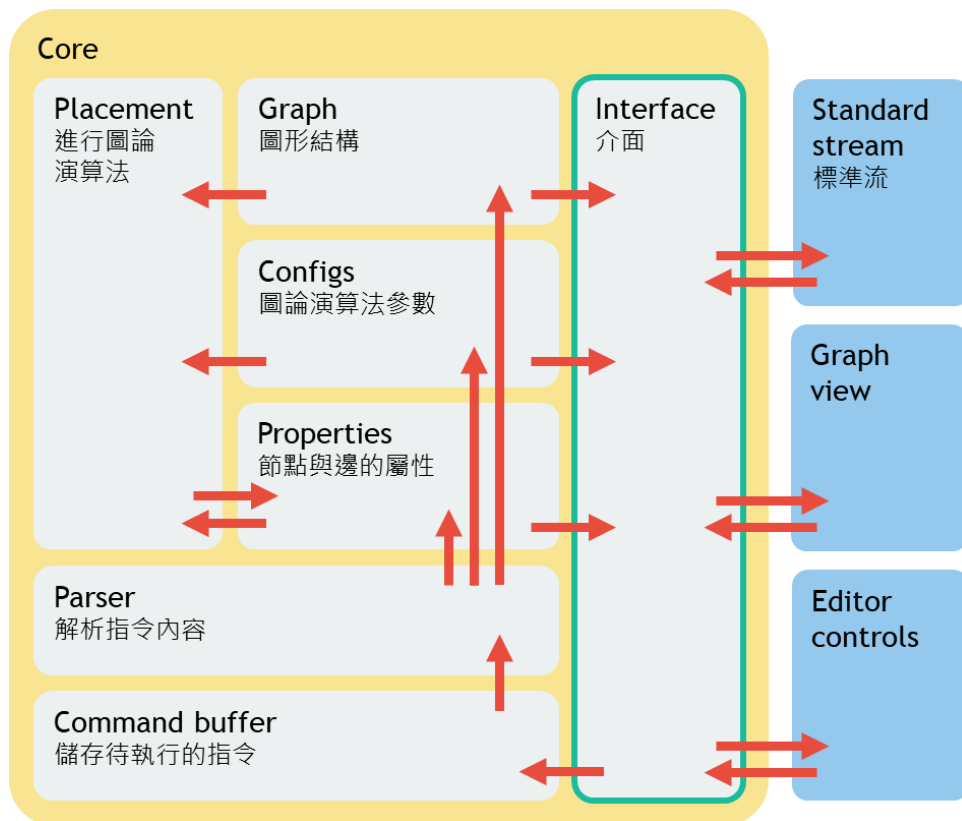 Core
Placement
進行圖論
演算法
Graph
圖形結構
Interface
介面
Standard
stream
標準流
Configs
圖論演算法參數
Graph
view
Properties
節點與邊的屬性
Parser
解析指令內容
Editor
controls
Command buffer
儲存待執行的指令